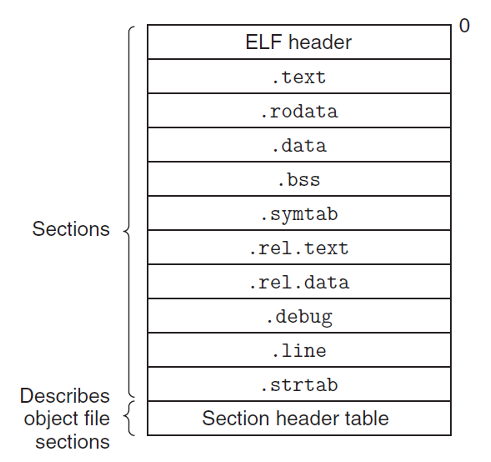 0
ELF header
.text
.rodata
.data
.bss
.symtab
Sections
.rel.text
.rel.data
.debug
.line
.strtab
Describes
object file
sections
Section header table